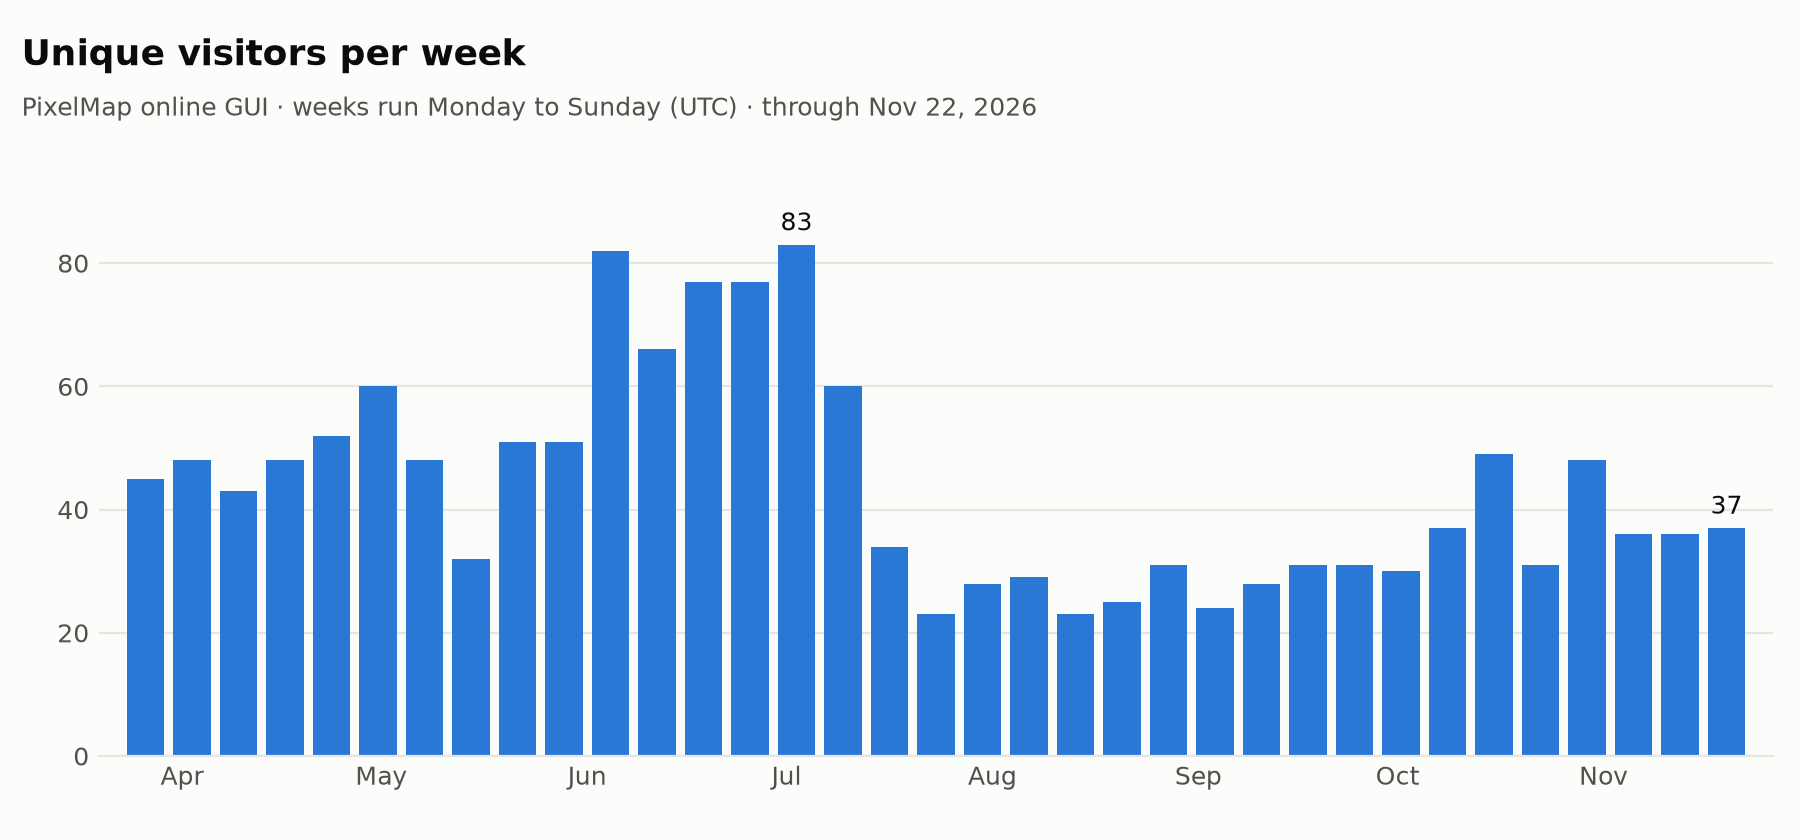 Unique visitors per week
PixelMap online GUI · weeks run Monday to Sunday (UTC) · through Nov 22, 2026
83
80
60
37
40
20
0
Apr May Jun Jul Aug Sep Oct Nov